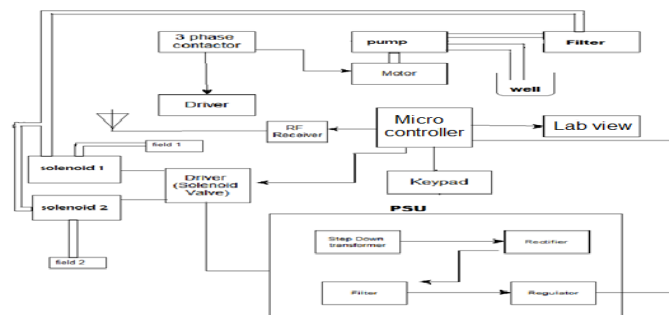 3 phase
contactor
pump
Filter
Motor
well
Driver
Micro
controller
Lab view
RF
Receiver
field 1
solenoid 1
Driver
(Solenoid
Valve)
Keypad
solenoid 2
PSU
Step Down
transformer
Rectifier
field 2
Filter
Regulator